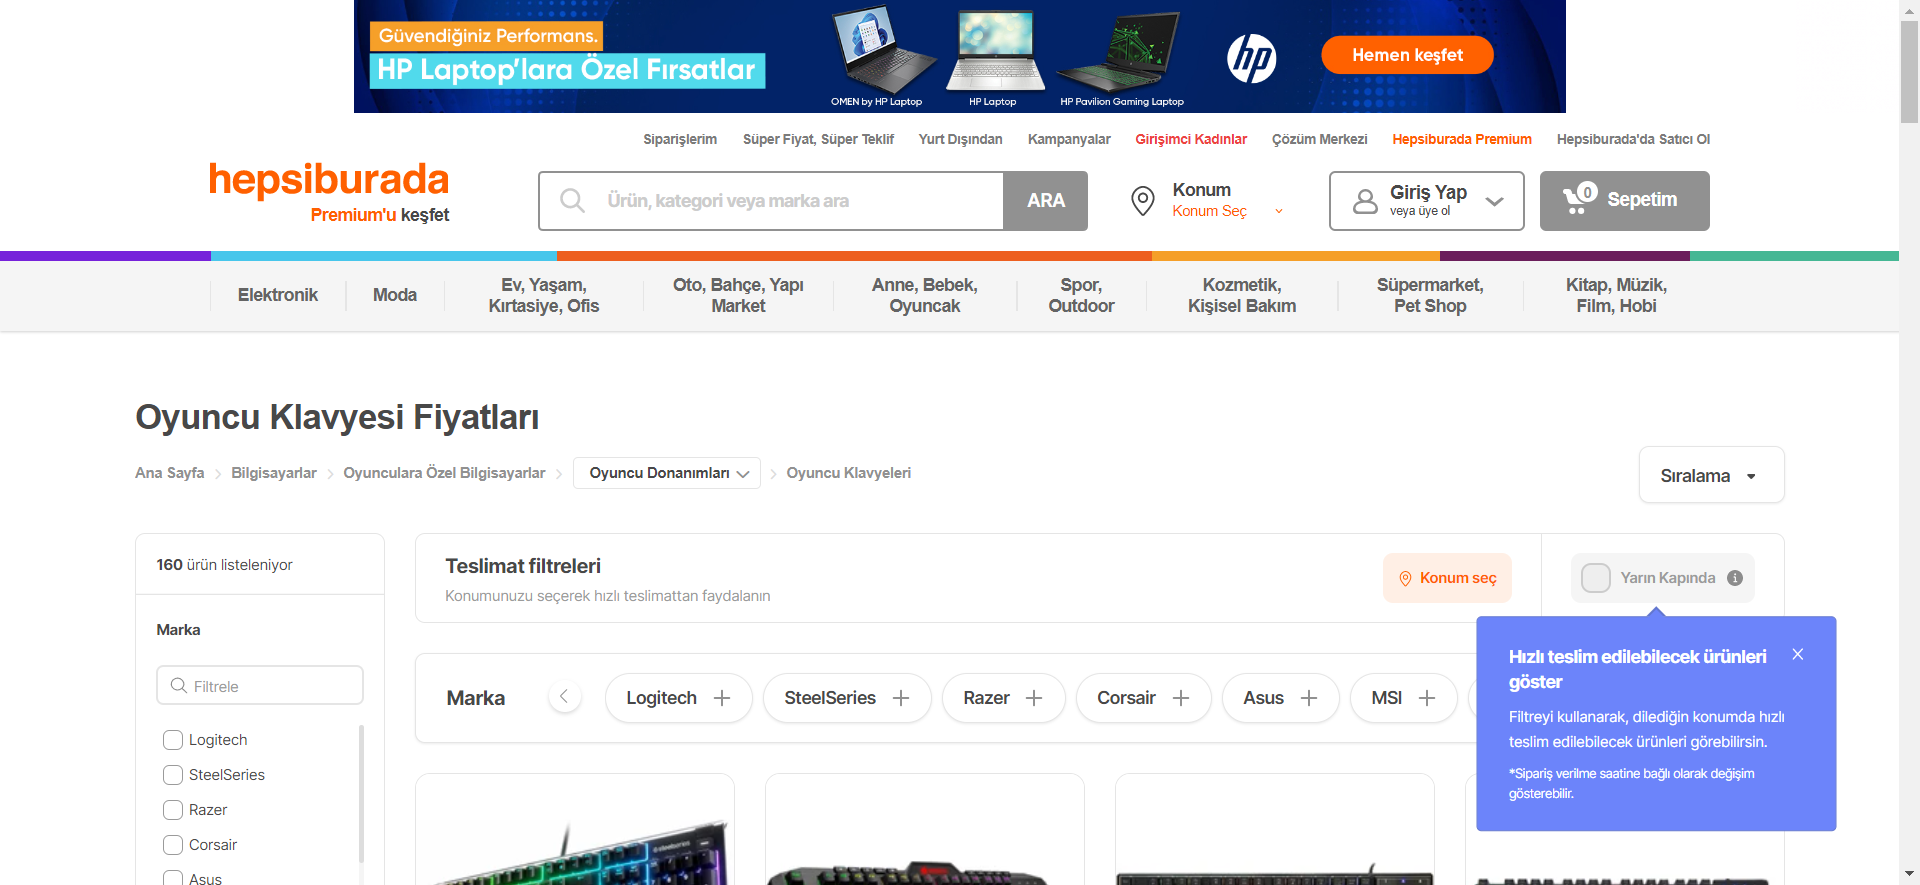 Güvendiğiniz Performans.
HP Laptop'lara Özel Fırsatlar
OMEN by HP Laptop
HP Laptop
HP Pavilion Gaming Laptop
hp
Hemen keşfet
Siparişlerim
Süper Fiyat, Süper Teklif
Yurt Dışından
Kampanyalar
Girişimci Kadınlar
Çözüm Merkezi
Hepsiburada Premium
Hepsiburada'da Satıcı Ol
hepsiburada
Premium'u keşfet
Ürün, kategori veya marka ara
ARA
Konum
Konum Seç
Giriş Yap
veya üye ol
0
Sepetim
Elektronik
Moda
Ev, Yaşam,
Kırtasiye, Ofis
Oto, Bahçe, Yapı
Market
Anne, Bebek,
Oyuncak
Spor,
Outdoor
Kozmetik,
Kişisel Bakım
Süpermarket,
Pet Shop
Kitap, Müzik,
Film, Hobi
Oyuncu Klavyesi Fiyatları
Ana Sayfa
Bilgisayarlar
Oyunculara Özel Bilgisayarlar
Oyuncu Donanımları
Oyuncu Klavyeleri
Sıralama
160 ürün listeleniyor
Marka
Filtrele
Logitech
SteelSeries
Razer
Corsair
Asus
Teslimat filtreleri
Konumunuzu seçerek hızlı teslimattan faydalanın
Konum seç
Yarın Kapında
Marka
Logitech
SteelSeries
Razer
Corsair
Asus
MSI
Hızlı teslim edilebilecek ürünleri
göster
Filtreyi kullanarak, dilediğin konumda hızlı
teslim edilebilecek ürünleri görebilirsin.
*Sipariş verilme saatine bağlı olarak değişim
gösterebilir.
steelseries